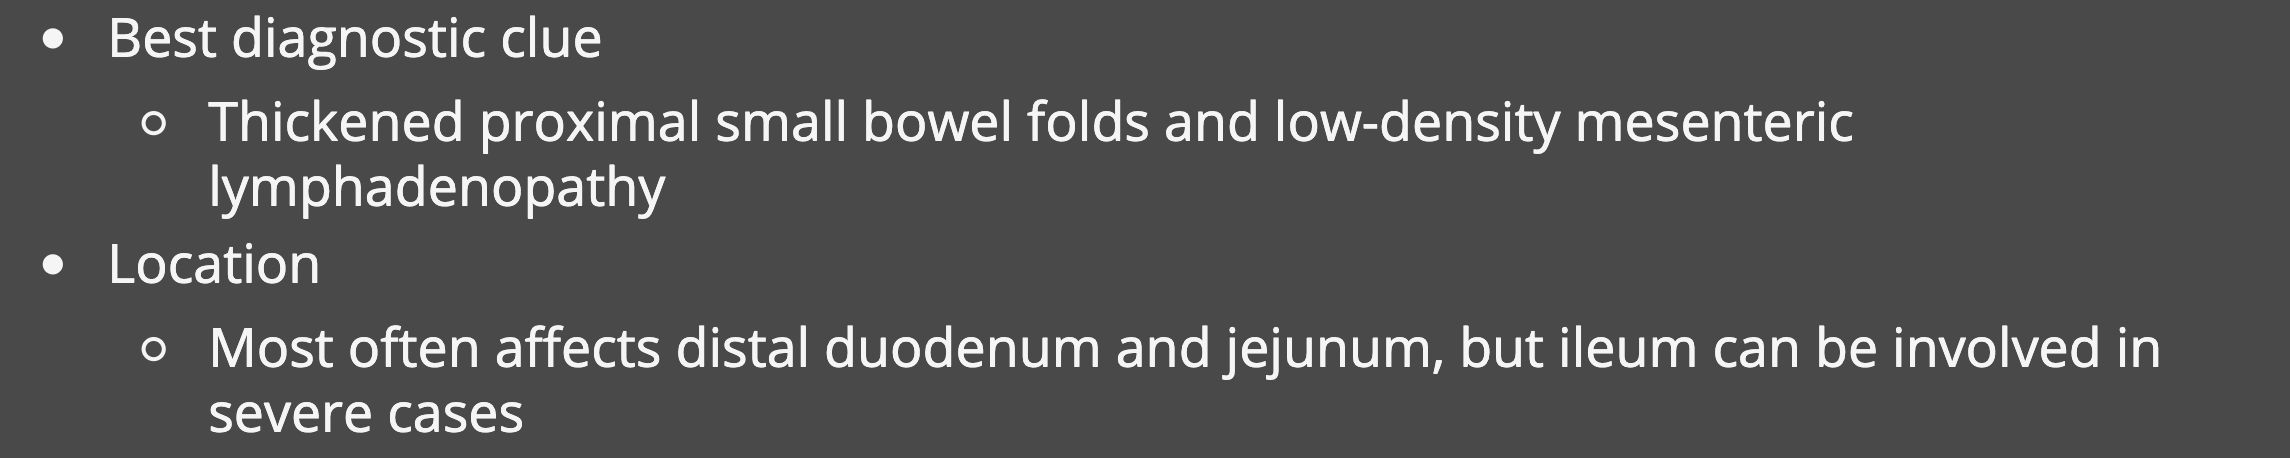 • Best diagnostic clue
○ Thickened proximal small bowel folds and low-density mesenteric
lymphadenopathy
• Location
○ Most often affects distal duodenum and jejunum, but ileum can be involved in
severe cases